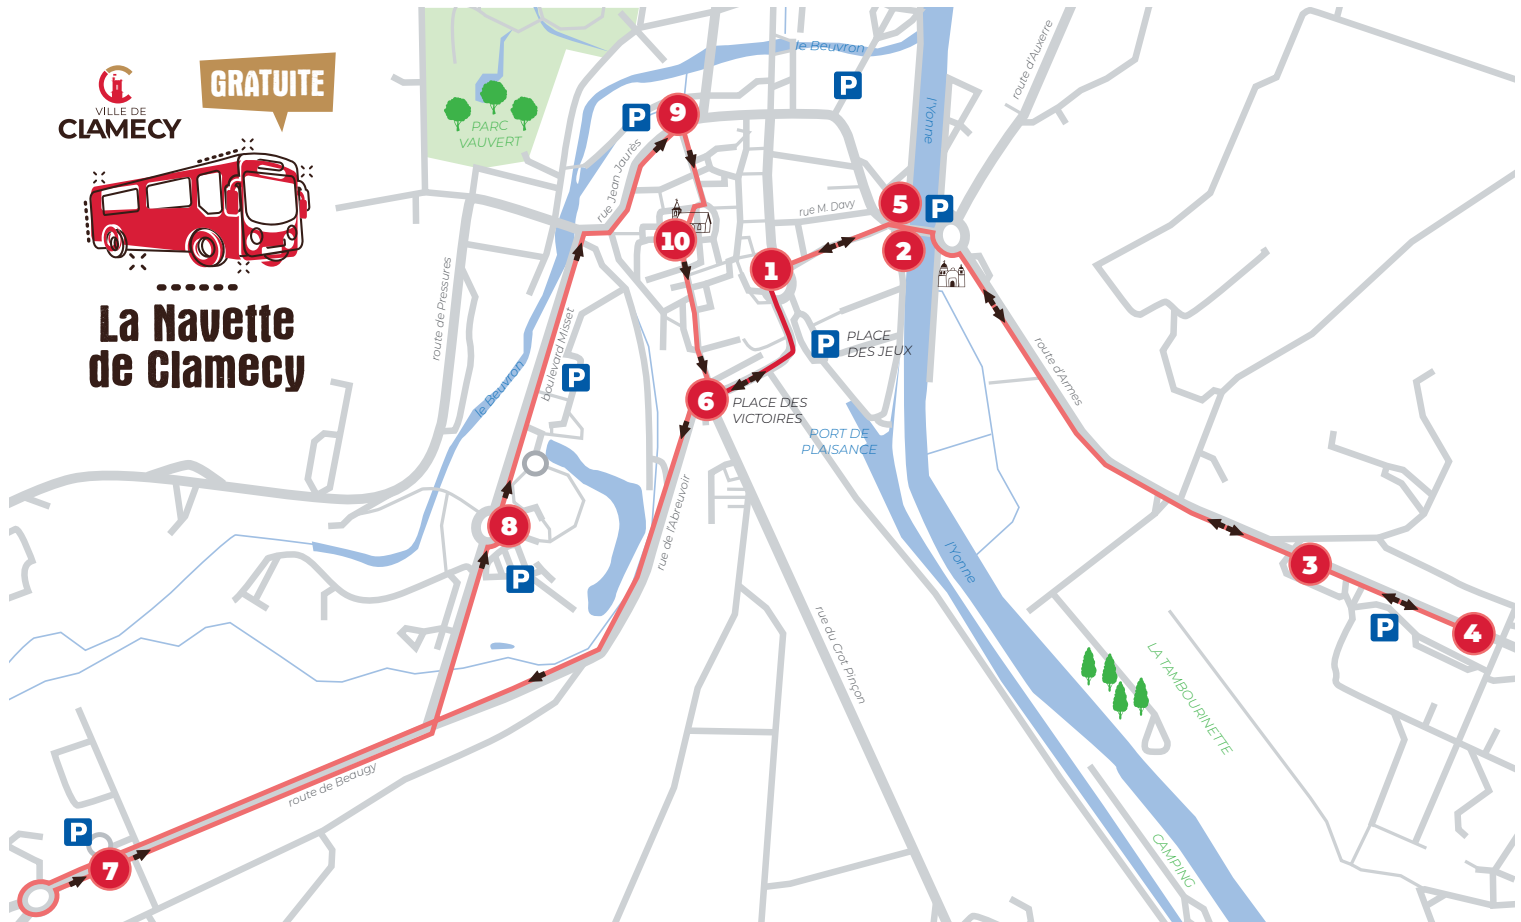 GRATUITE
VILLE DE
CLAMECY
La Navette
de Clamecy
PARC
VAUVERT
le Beuvron
P
P
9
rue Jean Jaurès
l'Yonne
route d'Auxerre
rue M. Davy
5
P
2
10
1
route de Pressures
boulevard Misset
le Beuvron
P
P
PLACE
DES JEUX
route d'Armes
6
PLACE DES
VICTOIRES
PORT DE
PLAISANCE
8
P
rue de l'Abreuvoir
l'Yonne
3
P
4
rue du Crot Pinçon
LA TAMBOURINETTE
route de Beaugy
P
7
CAMPING